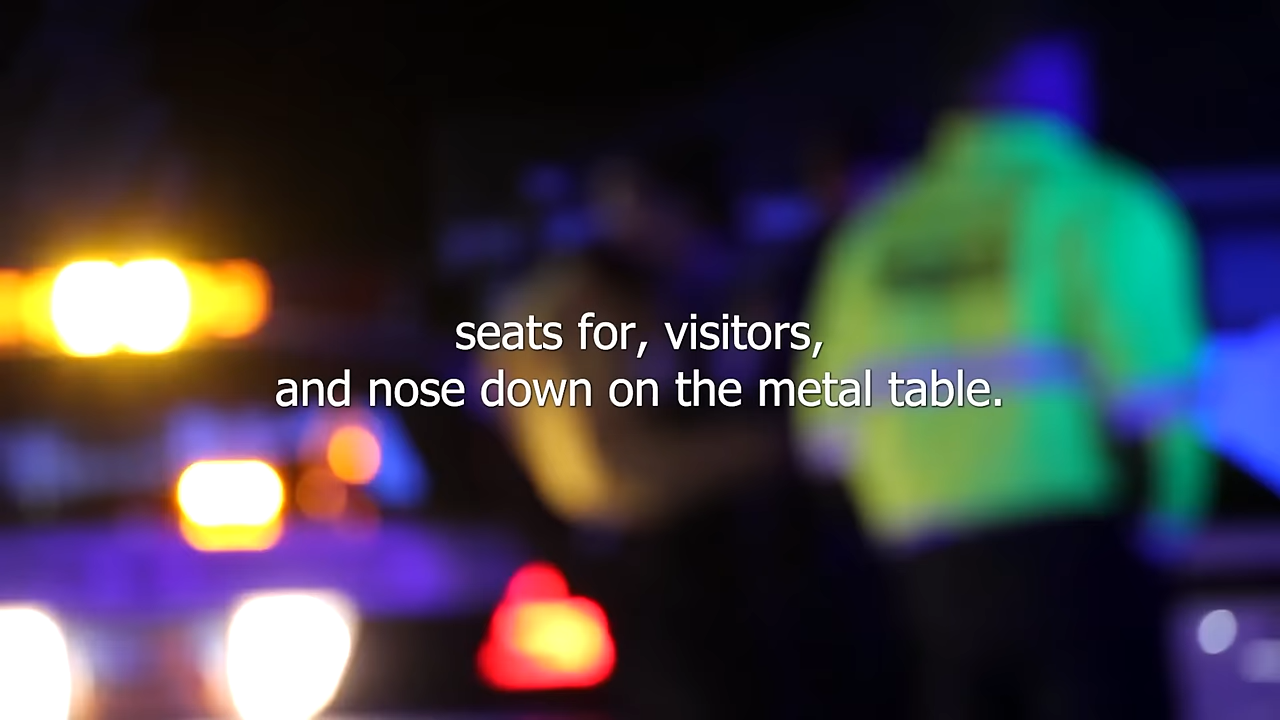 seats for, visitors,
and nose down on the metal table.